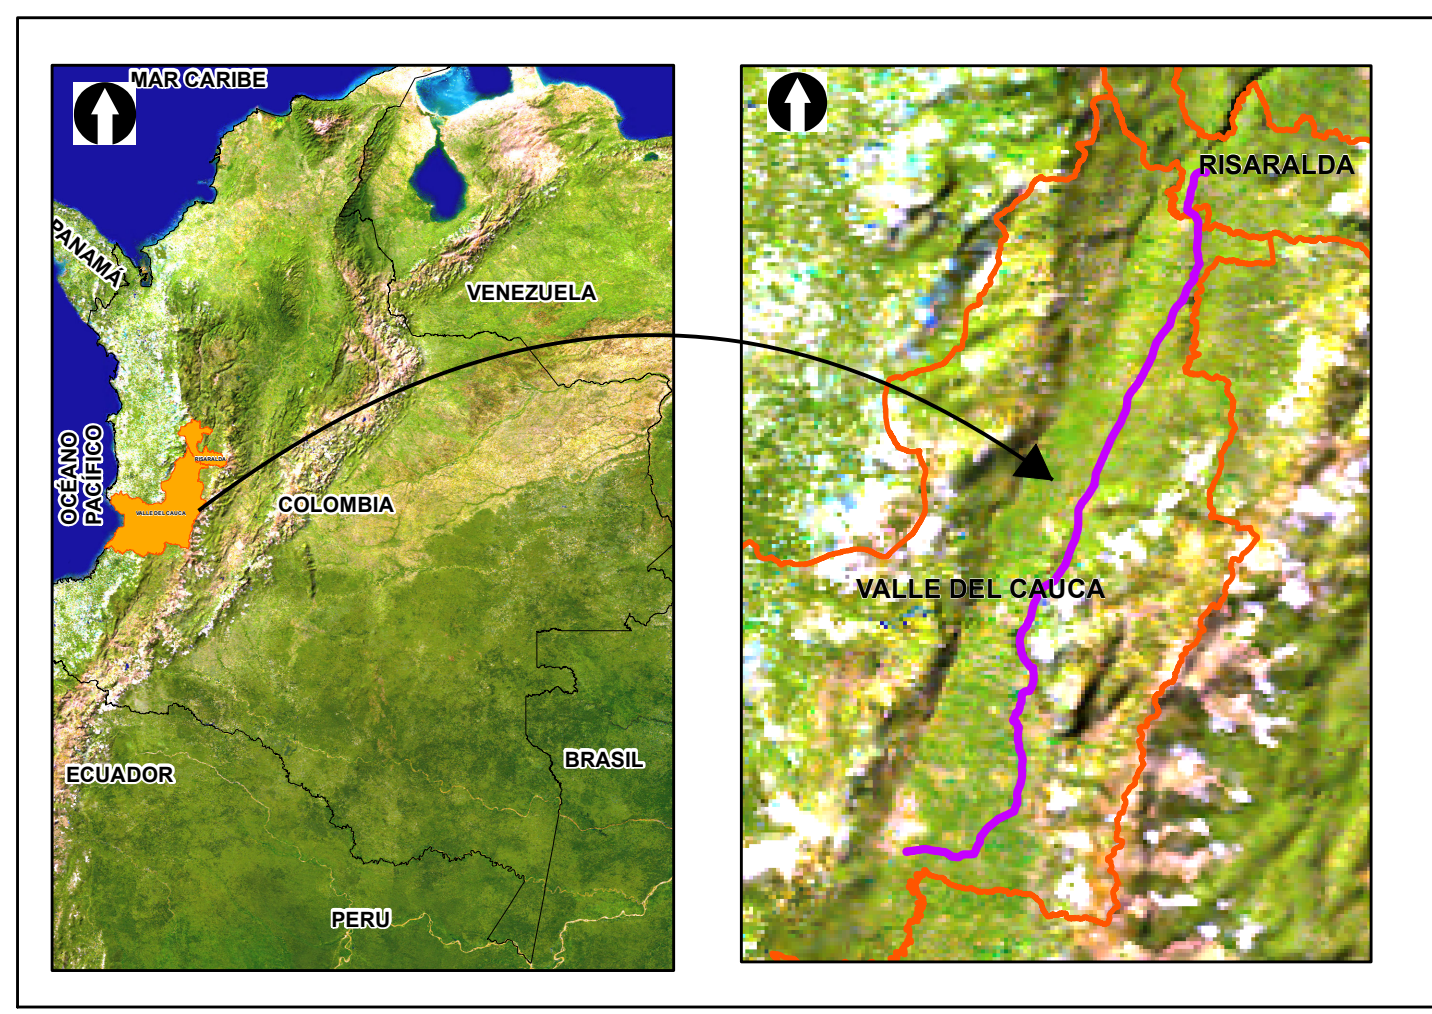 MAR CARIBE
PANAMÁ
VENEZUELA
OCÉANO
PACÍFICO
RISARALDA
VALLE DEL CAUCA
COLOMBIA
BRASIL
ECUADOR
PERU
RISARALDA
VALLE DEL CAUCA